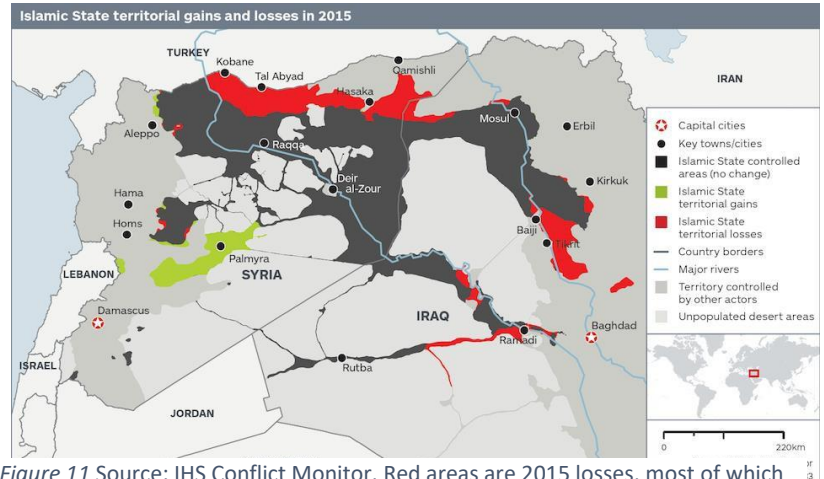 Islamic State territorial gains and losses in 2015
TURKEY
Kobane
Tal Abyad
Qamishli
Hasaka
IRAN
Mosul
Erbil
Aleppo
Raqqa
Deir
al-Zour
Kirkuk
Hama
Homs
Baiji
Tikrit
Palmyra
SYRIA
LEBANON
IRAQ
Damascus
Ramadi
Baghdad
Rutba
ISRAEL
JORDAN
Capital cities
Key towns/cities
Islamic State controlled
areas (no change)
Islamic State
territorial gains
Islamic State
territorial losses
Country borders
Major rivers
Territory controlled
by other actors
Unpopulated desert areas
0 220km
Figure 11 Source: IHS Conflict Monitor. Red areas are 2015 losses, most of which